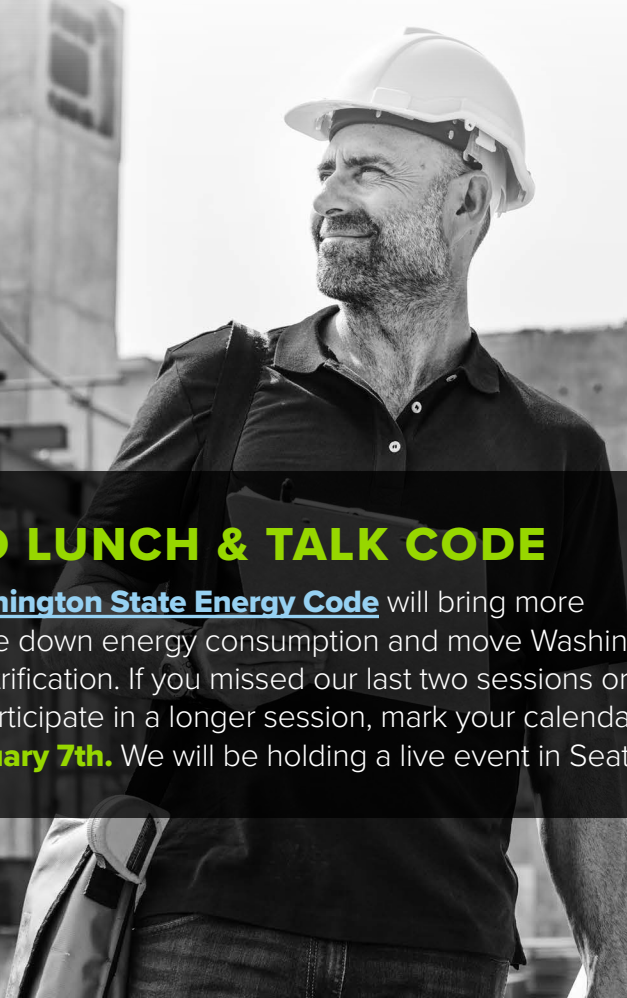 LUNCH & TALK CODE
hington State Energy Code will bring more
e down energy consumption and move Washin
rification. If you missed our last two sessions or
rticipate in a longer session, mark your calenda
uary 7th. We will be holding a live event in Seat